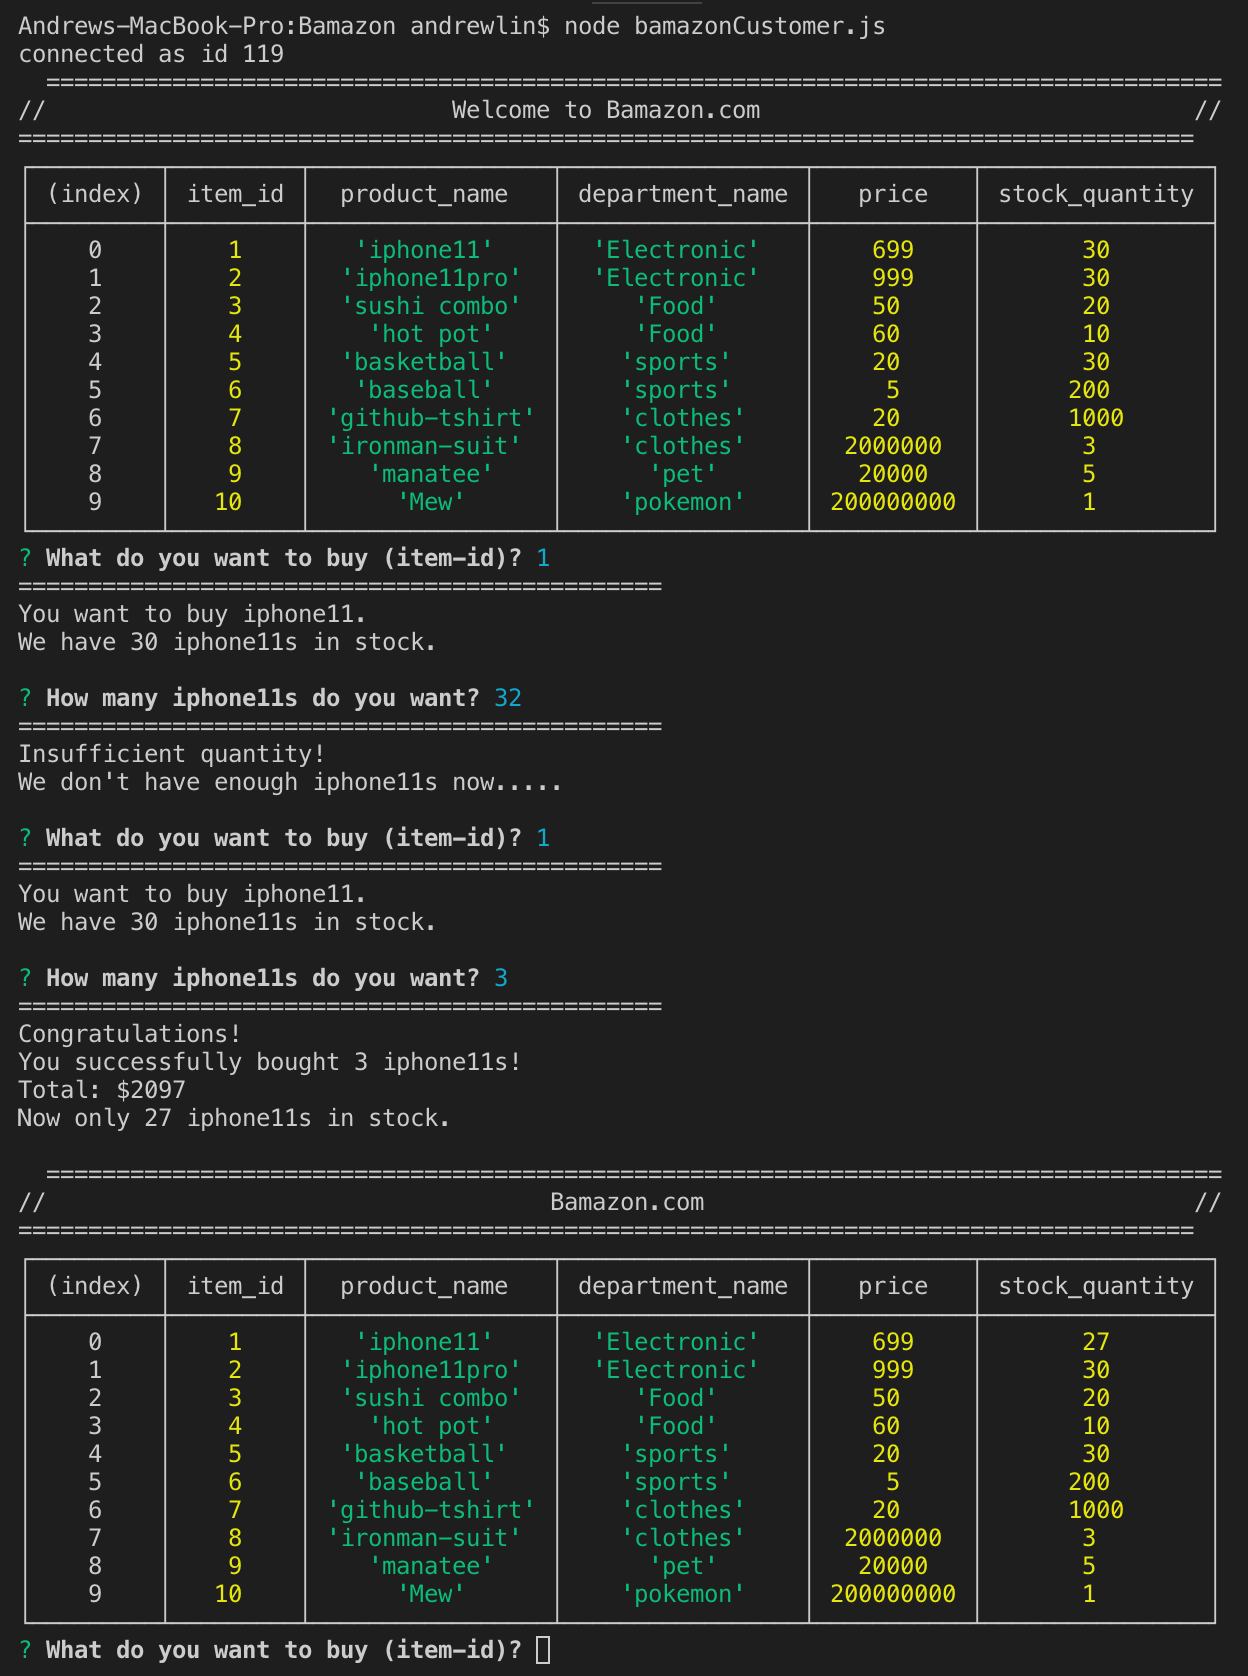 Andrews-MacBook-Pro:Bamazon andrewlin$ node bamazonCustomer.js
connected as id 119
====================================================================================
// Welcome to Bamazon.com //
====================================================================================
(index) item_id product_name department_name price stock_quantity
0 1 'iphone11' 'Electronic' 699 30
1 2 'iphone11pro' 'Electronic' 999 30
2 3 'sushi combo' 'Food' 50 20
3 4 'hot pot' 'Food' 60 10
4 5 'basketball' 'sports' 20 30
5 6 'baseball' 'sports' 5 200
6 7 'github-tshirt' 'clothes' 20 1000
7 8 'ironman-suit' 'clothes' 2000000 3
8 9 'manatee' 'pet' 20000 5
9 10 'Mew' 'pokemon' 200000000 1
? What do you want to buy (item-id)? 1
==============================================
You want to buy iphone11.
We have 30 iphone11s in stock.
? How many iphone11s do you want? 32
==============================================
Insufficient quantity!
We don't have enough iphone11s now.....
? What do you want to buy (item-id)? 1
==============================================
You want to buy iphone11.
We have 30 iphone11s in stock.
? How many iphone11s do you want? 3
==============================================
Congratulations!
You successfully bought 3 iphone11s!
Total: $2097
Now only 27 iphone11s in stock.
====================================================================================
// Bamazon.com //
====================================================================================
(index) item_id product_name department_name price stock_quantity
0 1 'iphone11' 'Electronic' 699 27
1 2 'iphone11pro' 'Electronic' 999 30
2 3 'sushi combo' 'Food' 50 20
3 4 'hot pot' 'Food' 60 10
4 5 'basketball' 'sports' 20 30
5 6 'baseball' 'sports' 5 200
6 7 'github-tshirt' 'clothes' 20 1000
7 8 'ironman-suit' 'clothes' 2000000 3
8 9 'manatee' 'pet' 20000 5
9 10 'Mew' 'pokemon' 200000000 1
? What do you want to buy (item-id)?